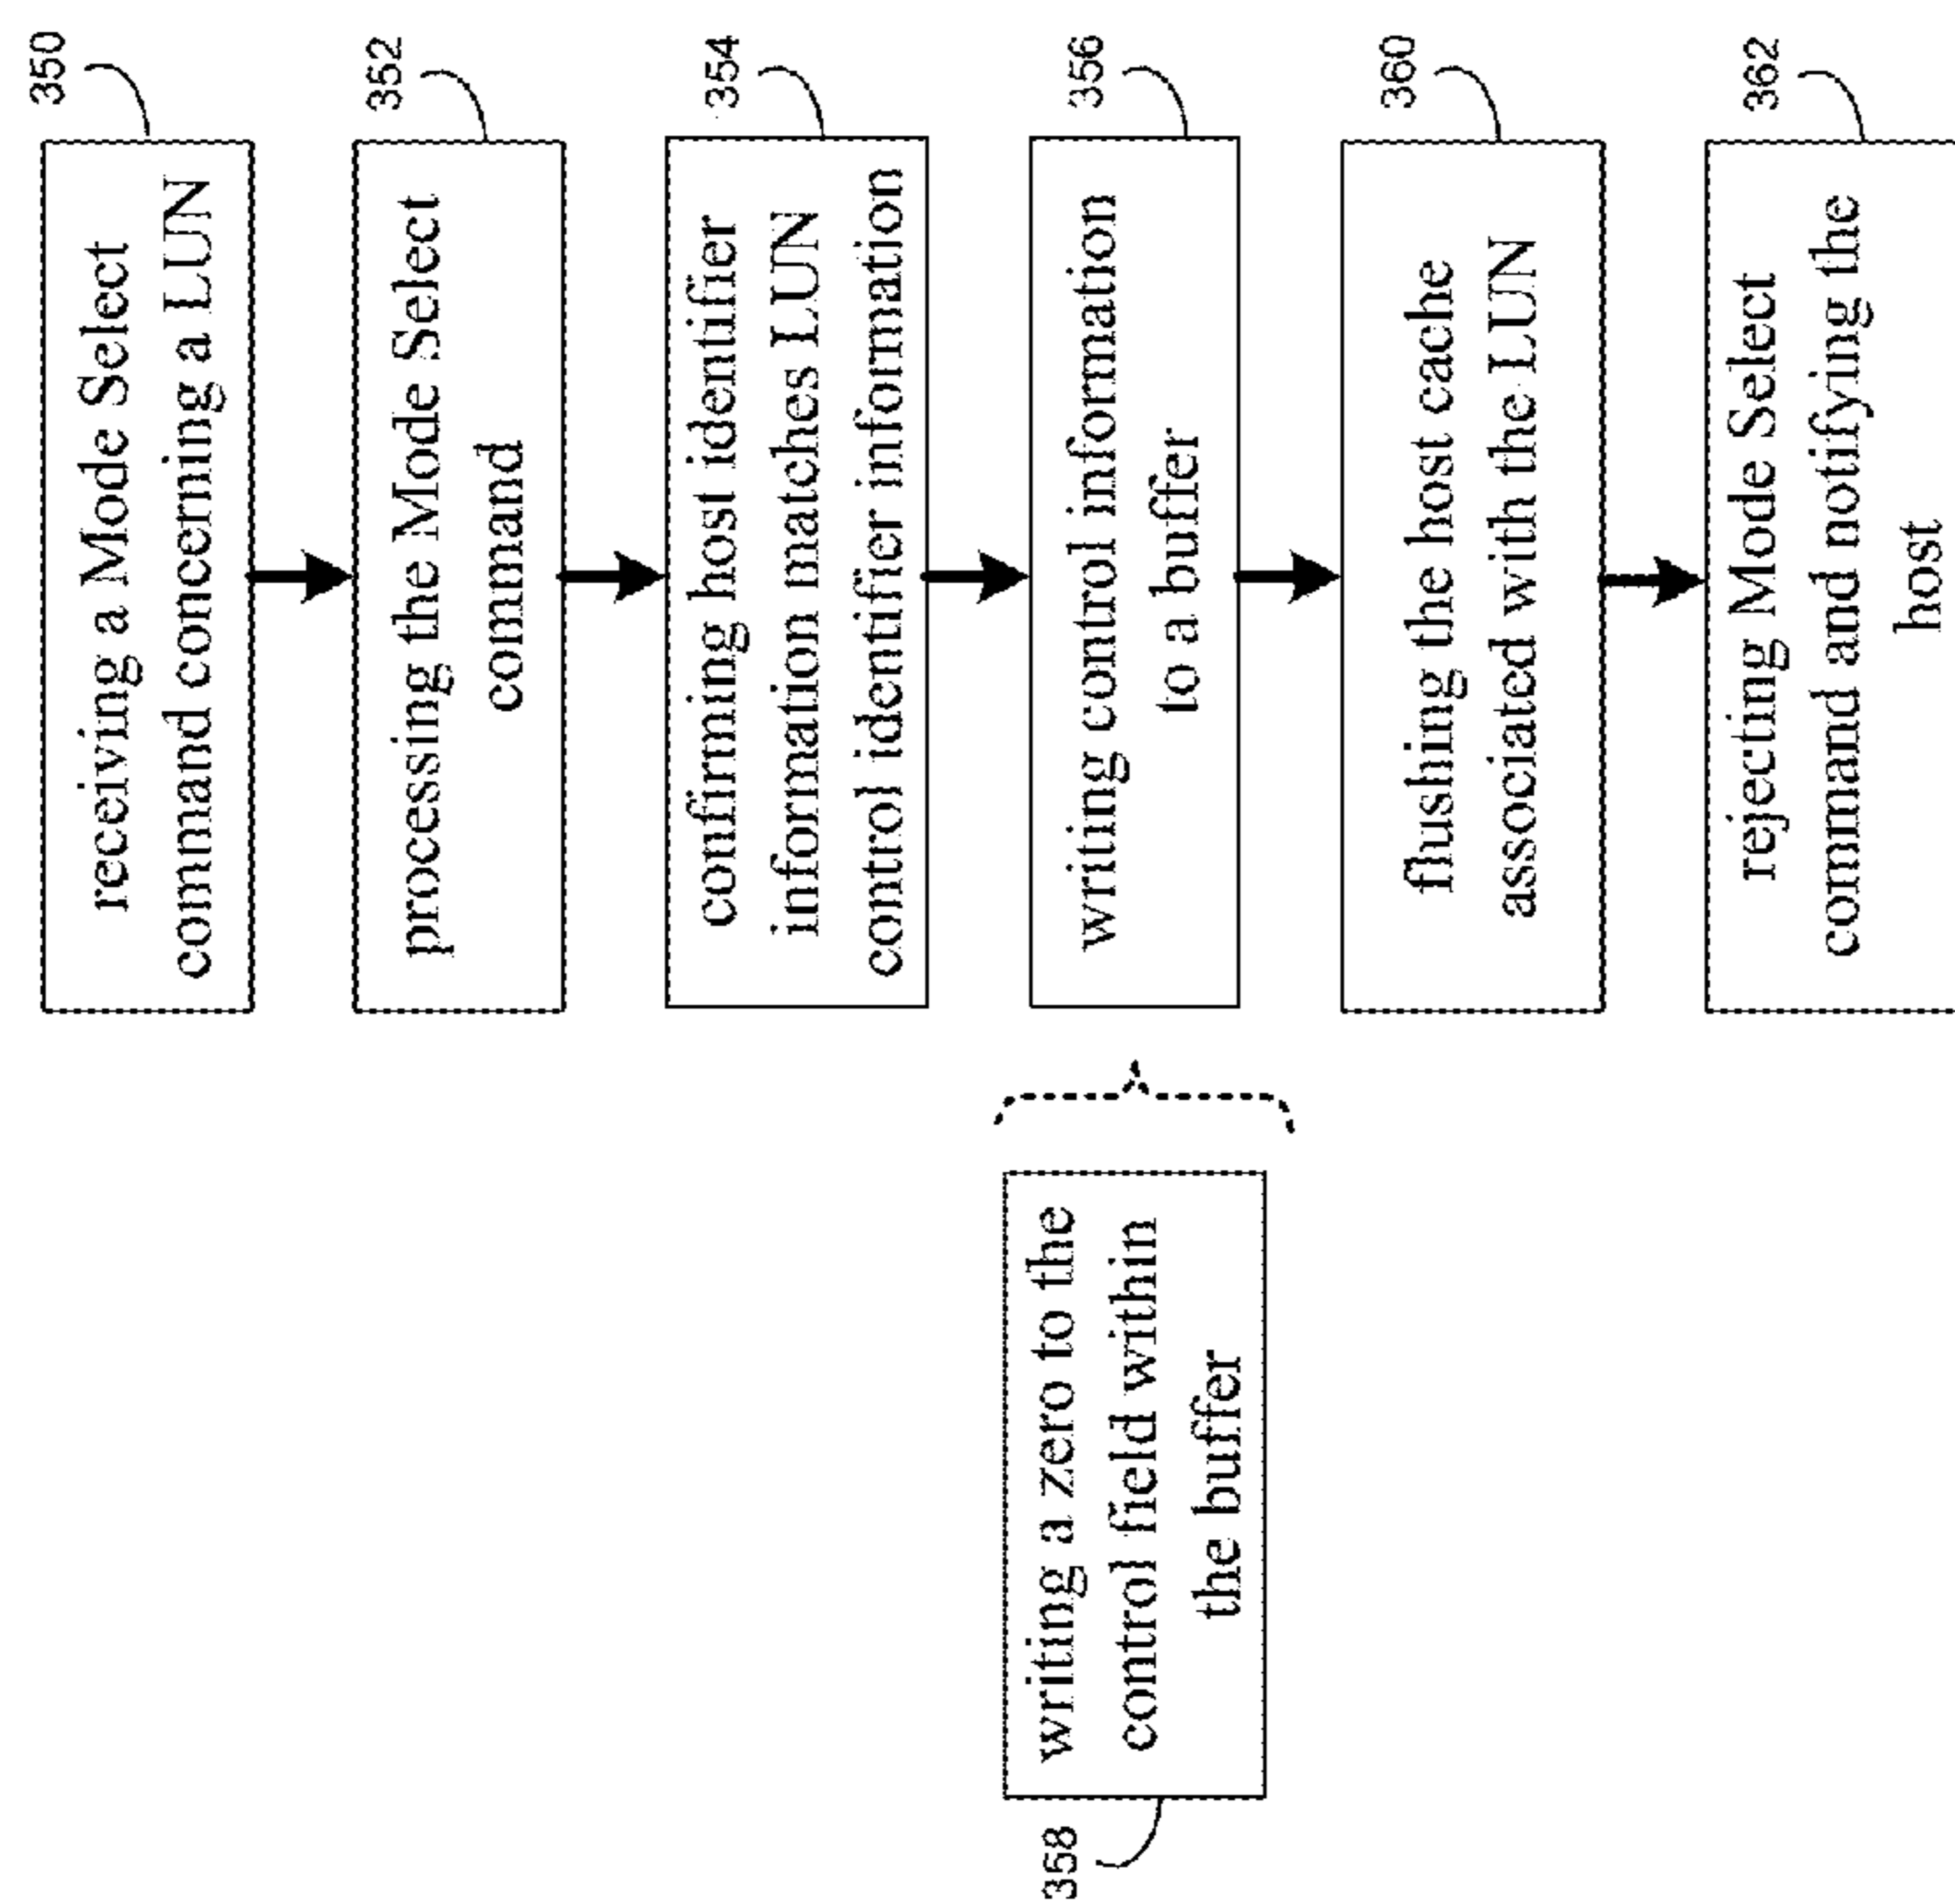 350
receiving a Mode Select
command concerning a LUN
352
processing the Mode Select
command
354
confirming host identifier
information matches LUN
control identifier information
356
writing control information
to a buffer
358
writing a zero to the
control field within
the buffer
360
flushing the host cache
associated with the LUN
362
rejecting Mode Select
command and notifying the
host